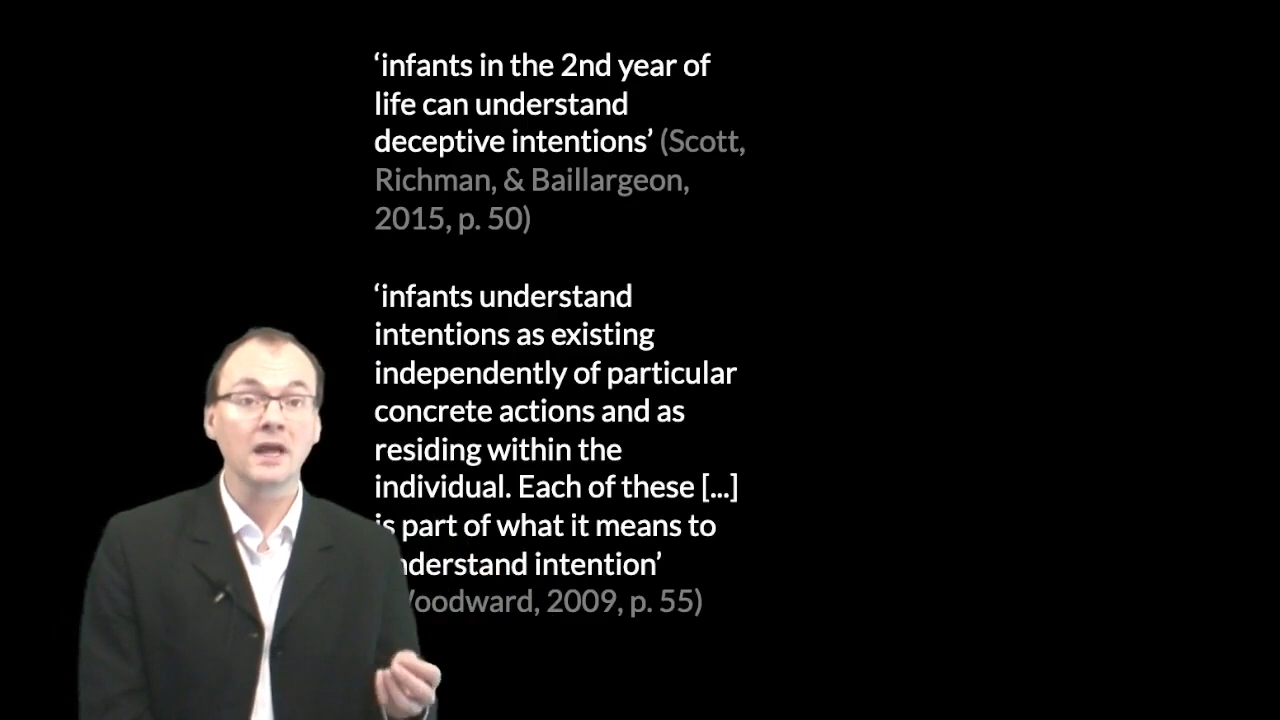 ‘infants in the 2nd year of
life can understand
deceptive intentions’ (Scott,
Richman, & Baillargeon,
2015, p. 50)
‘infants understand
intentions as existing
independently of particular
concrete actions and as
residing within the
individual. Each of these [...]
is part of what it means to
understand intention’
Woodward, 2009, p. 55)